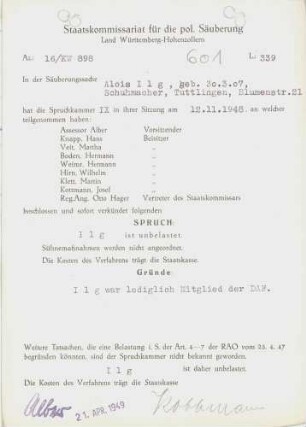 Staatskommissariat für die pol. Säuberung
Land Württemberg-Hohenzollern
Az: 16/ET 898
601
L 339
In der Säuberungssache Alois Ilg, geb. 20.3.07,
Schuhmacher, Tuttlingen, Blumenstr.21
hat die Spruchkammer II in ihrer Sitzung am 12.11.1948 an welcher
teilgenommen haben:
Assessor Alber Vorsitzender
Knapp, Hans Beisitzer
Veit, Martha "
Boden, Hermann "
Weimr, Hermann "
Hirn, Wilhelm "
Klett, Martin "
Kottmann, Josef "
Reg.Ang. Otto Hager Vertreter des Staatskommissars
beschlossen und sofort verkündet folgenden
SPRUCH:
Ilg ist unbelastet.
Sühnemaßnahmen werden nicht angeordnet.
Die Kosten des Verfahrens trägt die Staatskasse.
Gründe
Ilg war lediglich Mitglied der DAF.
Weitere Tatsachen, die eine Belastung i. S. der Art. 4—7 der RAO vom 25. 4. 47
begründen könnten, sind der Spruchkammer nicht bekannt geworden.
Ilg ist daher unbelastet.
Die Kosten des Verfahrens trägt die Staatskasse
Alber
21. APR. 1949
Kottmann